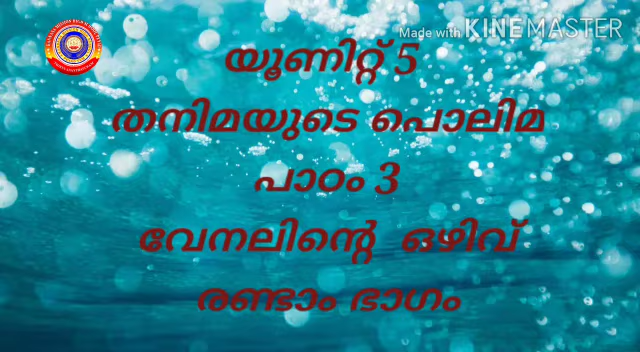 Made with KINEMASTER
യൂണിറ്റ് 5
തനിമയുടെ പൊലിമ
പാഠം 3
വേനലിന്റെ ഒഴിവ്
രണ്ടാം ഭാഗം